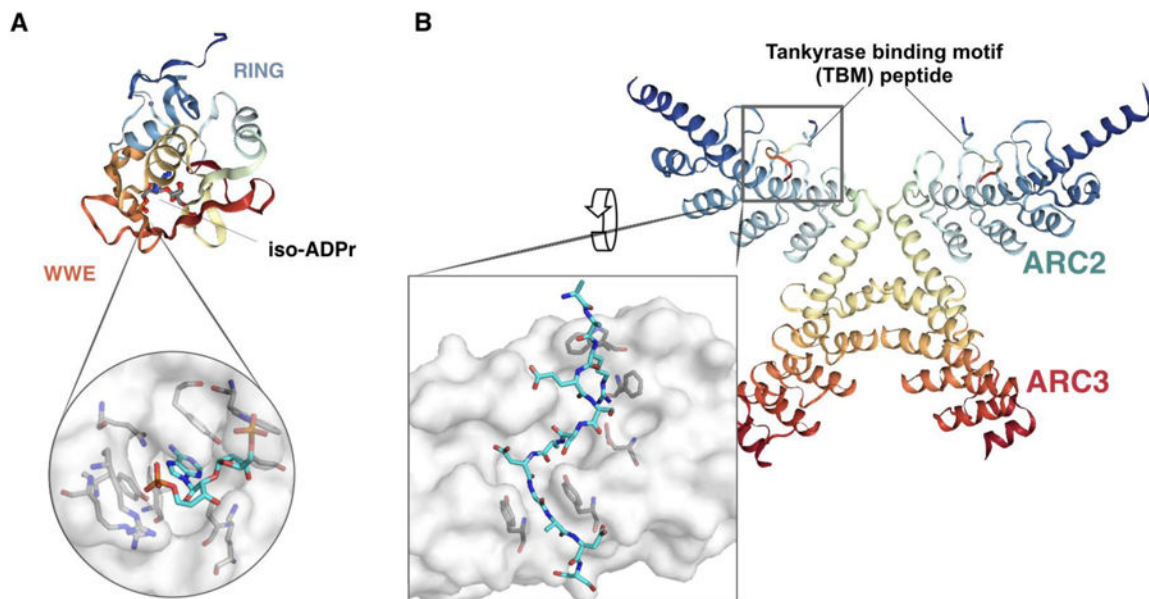 A
B
RING
Tankyrase binding motif
(TBM) peptide
iso-ADPr
WWE
ARC2
ARC3